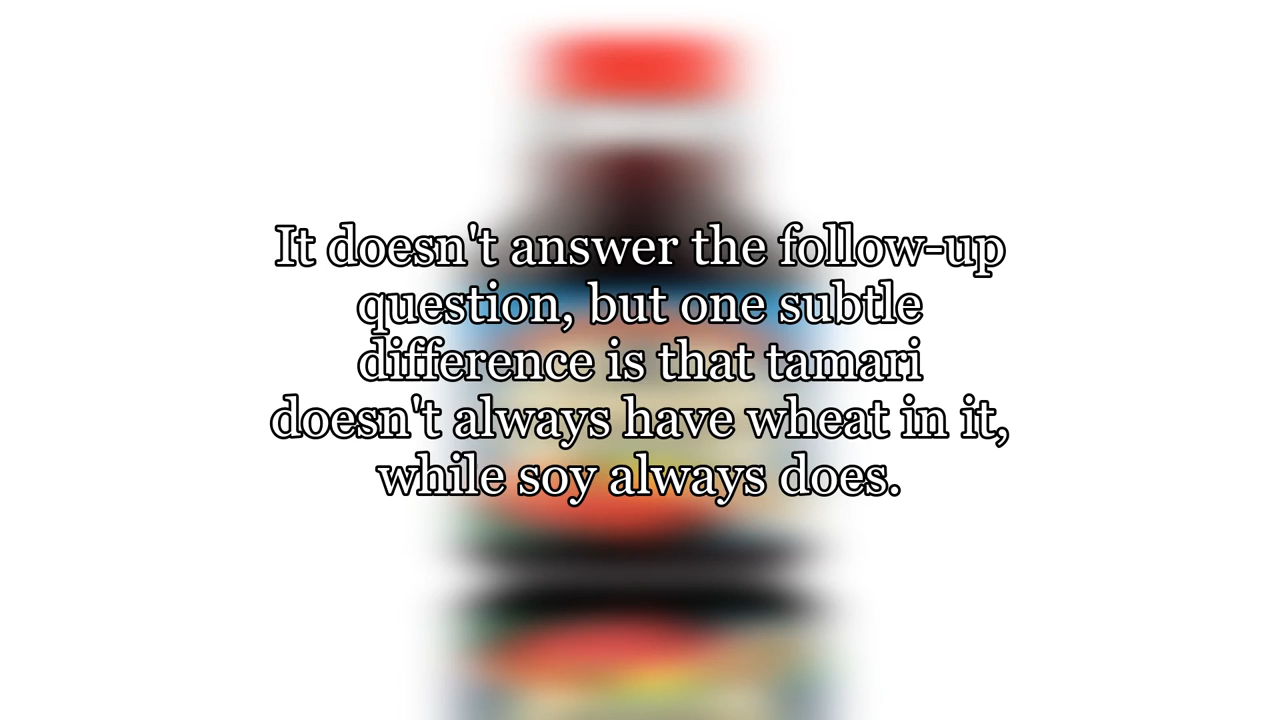 It doesn't answer the follow-up
question, but one subtle
difference is that tamari
doesn't always have wheat in it,
while soy always does.